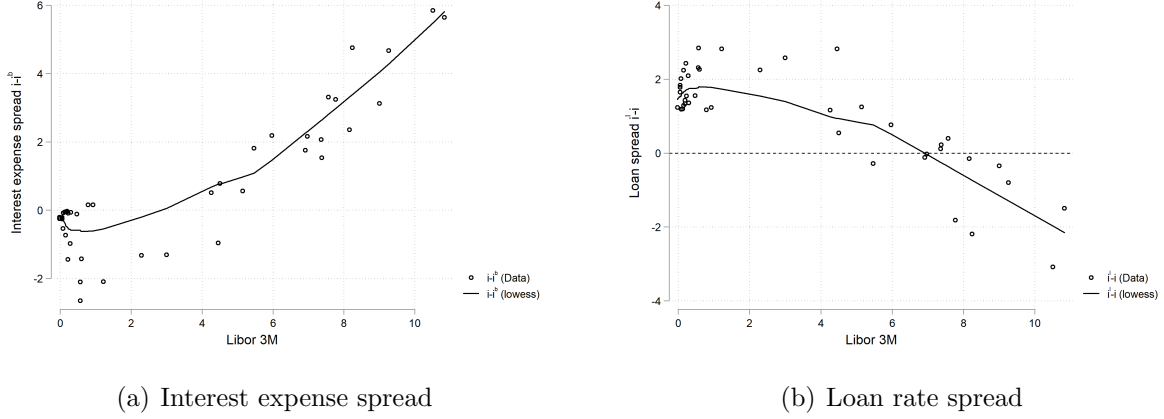 6
4
2
0
-2
Interest expense spread i-i^b
0 2 4 6 8 10
Libor 3M
i-i^b (Data)
i-i^b (lowess)
(a) Interest expense spread
4
2
0
-2
-4
Loan spread i^l-i
0 2 4 6 8 10
Libor 3M
i^l-i (Data)
i^l-i (lowess)
(b) Loan rate spread